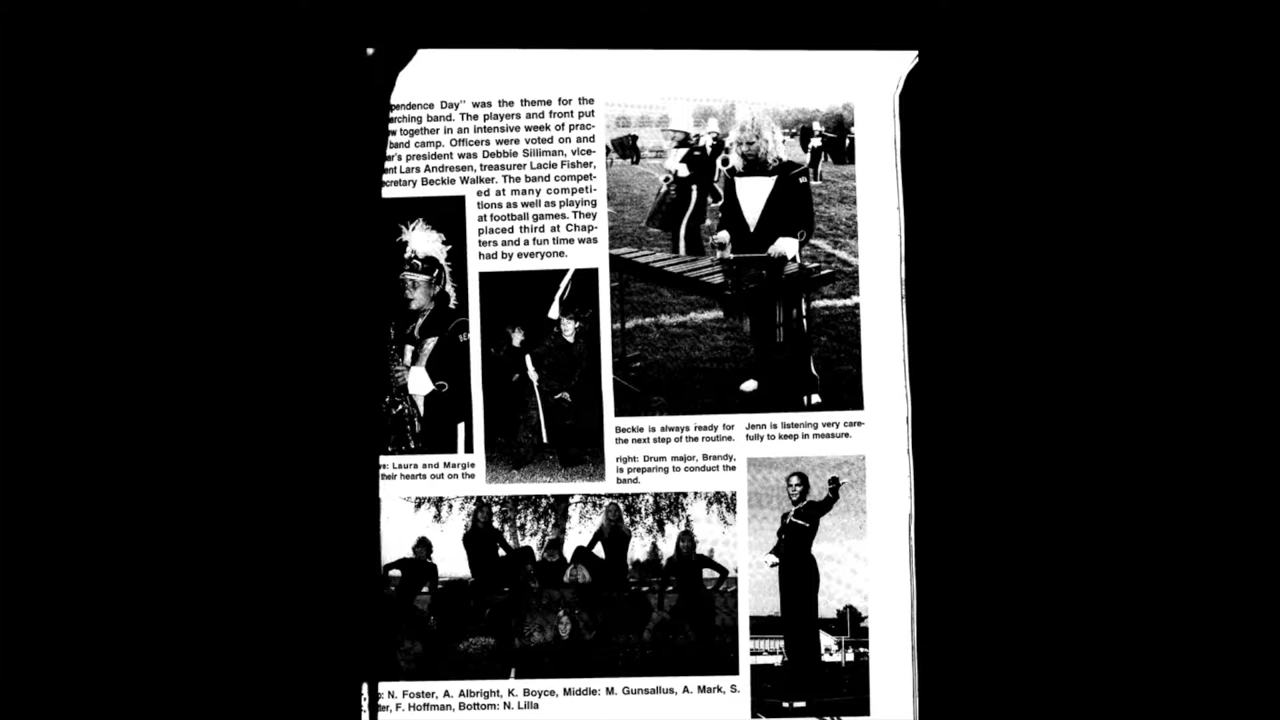 pendence Day" was the theme for the
arching band. The players and front put
w together in an intensive week of prac-
band camp. Officers were voted on and
ar's president was Debbie Silliman, vice-
ent Lars Andresen, treasurer Lacie Fisher,
ecretary Beckie Walker. The band compet-
ed at many competi-
tions as well as playing
at football games. They
placed third at Chap-
ters and a fun time was
had by everyone.
Beckie is always ready for
the next step of the routine.
Jenn is listening very care-
fully to keep in measure.
right: Drum major, Brandy,
is preparing to conduct the
band.
ve: Laura and Margie
their hearts out on the
p: N. Foster, A. Albright, K. Boyce, Middle: M. Gunsallus, A. Mark, S.
ter, F. Hoffman, Bottom: N. Lilla